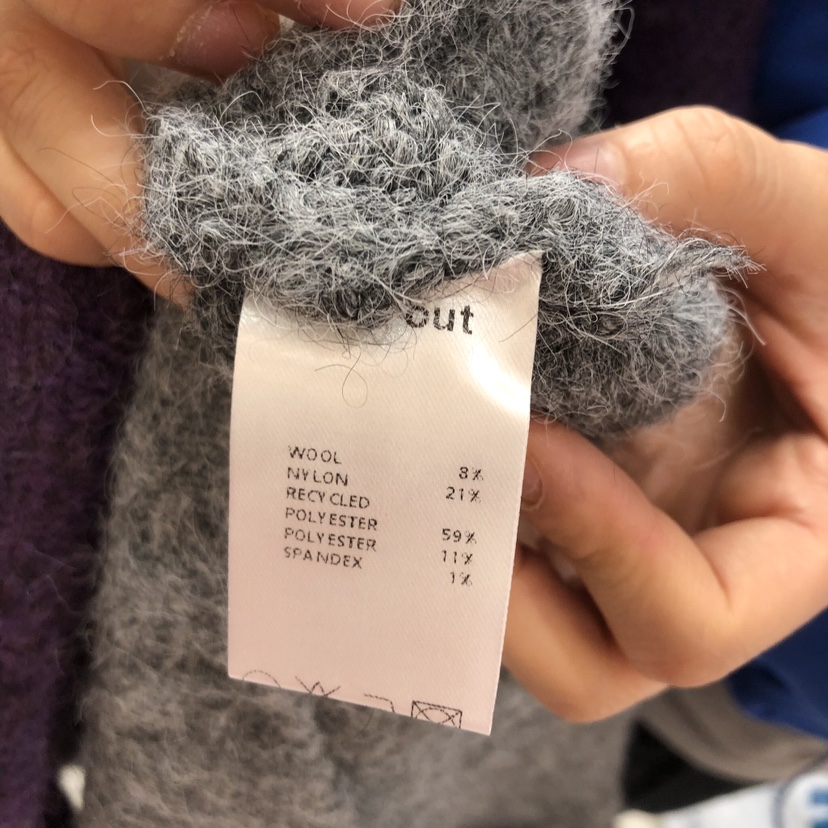 out
WOOL 8%
NYLON 21%
RECYCLED
POLYESTER 59%
POLYESTER 11%
SPANDEX 1%